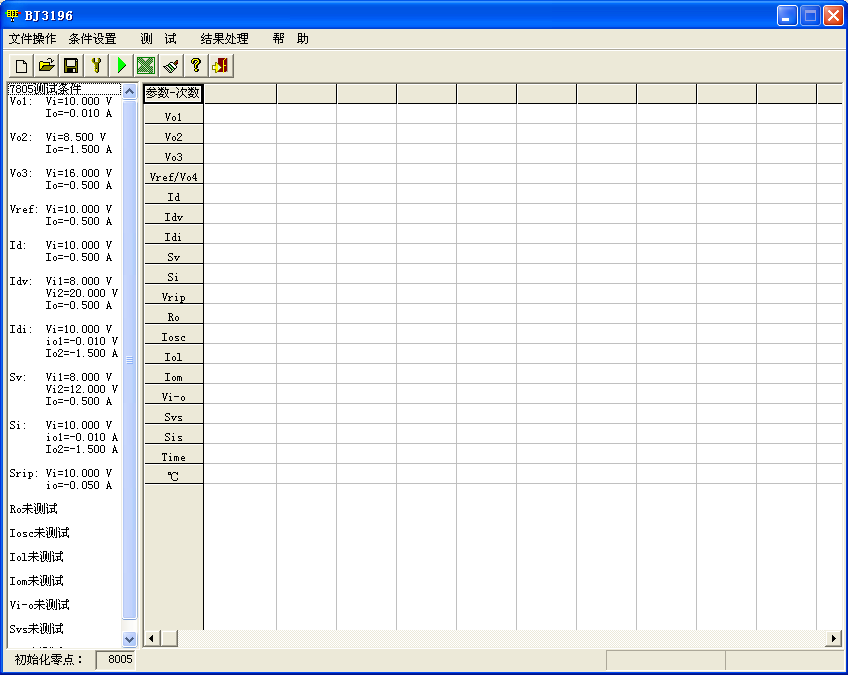 BJ3196
文件操作 条件设置 测 试 结果处理 帮 助
7805测试条件
Vo1: Vi=10.000 V
Io=-0.010 A
Vo2: Vi=8.500 V
Io=-1.500 A
Vo3: Vi=16.000 V
Io=-0.500 A
Vref: Vi=10.000 V
Io=-0.500 A
Id: Vi=10.000 V
Io=-0.500 A
Idv: Vi1=8.000 V
Vi2=20.000 V
Io=-0.500 A
Idi: Vi=10.000 V
io1=-0.010 V
Io2=-1.500 A
Sv: Vi1=8.000 V
Vi2=12.000 V
Io=-0.500 A
Si: Vi=10.000 V
io1=-0.010 A
Io2=-1.500 A
Srip: Vi=10.000 V
io=-0.050 A
Ro未测试
Iosc未测试
Iol未测试
Iom未测试
Vi-o未测试
Svs未测试
参数-次数
Vo1
Vo2
Vo3
Vref/Vo4
Id
Idv
Idi
Sv
Si
Vrip
Ro
Iosc
Iol
Iom
Vi-o
Svs
Sis
Time
℃
初始化零点： 8005